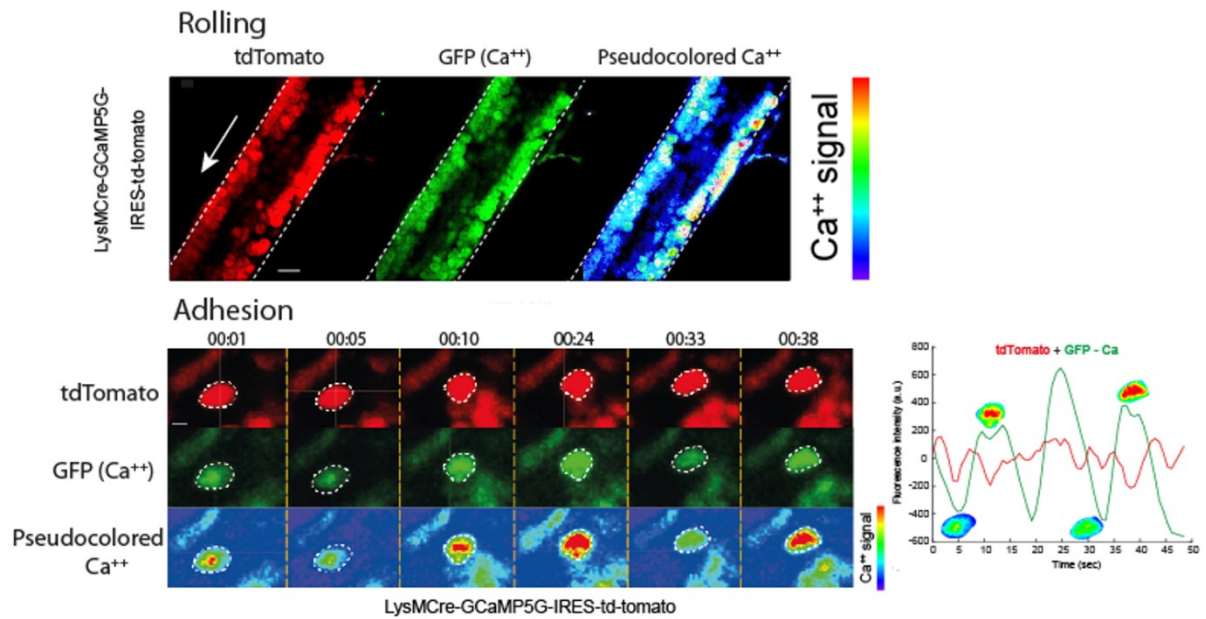 Rolling
tdTomato GFP (Ca⁺⁺) Pseudocolored Ca⁺⁺
LysMCre-GCaMP5G-
IRES-td-tomato
Ca⁺⁺ signal
Adhesion
00:01 00:05 00:10 00:24 00:33 00:38
tdTomato
GFP (Ca⁺⁺)
Pseudocolored
Ca⁺⁺
Ca⁺⁺ signal
LysMCre-GCaMP5G-IRES-td-tomato
tdTomato + GFP - Ca
Fluorescence intensity (a.u.)
800
600
400
200
0
-200
-400
-600
0 5 10 15 20 25 30 35 40 45 50
Time (sec)